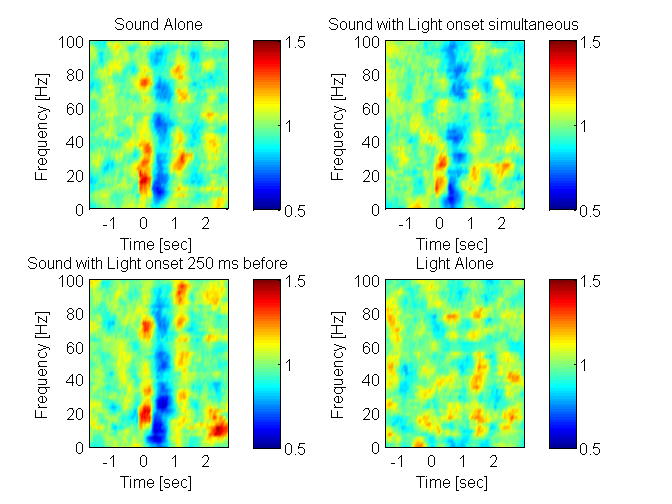 Sound Alone
100
80
60
40
20
0
Frequency [Hz]
-1 0 1 2
Time [sec]
1.5
1
0.5
Sound with Light onset simultaneous
100
80
60
40
20
0
Frequency [Hz]
-1 0 1 2
Time [sec]
1.5
1
0.5
Sound with Light onset 250 ms before
100
80
60
40
20
0
Frequency [Hz]
-1 0 1 2
Time [sec]
1.5
1
0.5
Light Alone
100
80
60
40
20
0
Frequency [Hz]
-1 0 1 2
Time [sec]
1.5
1
0.5